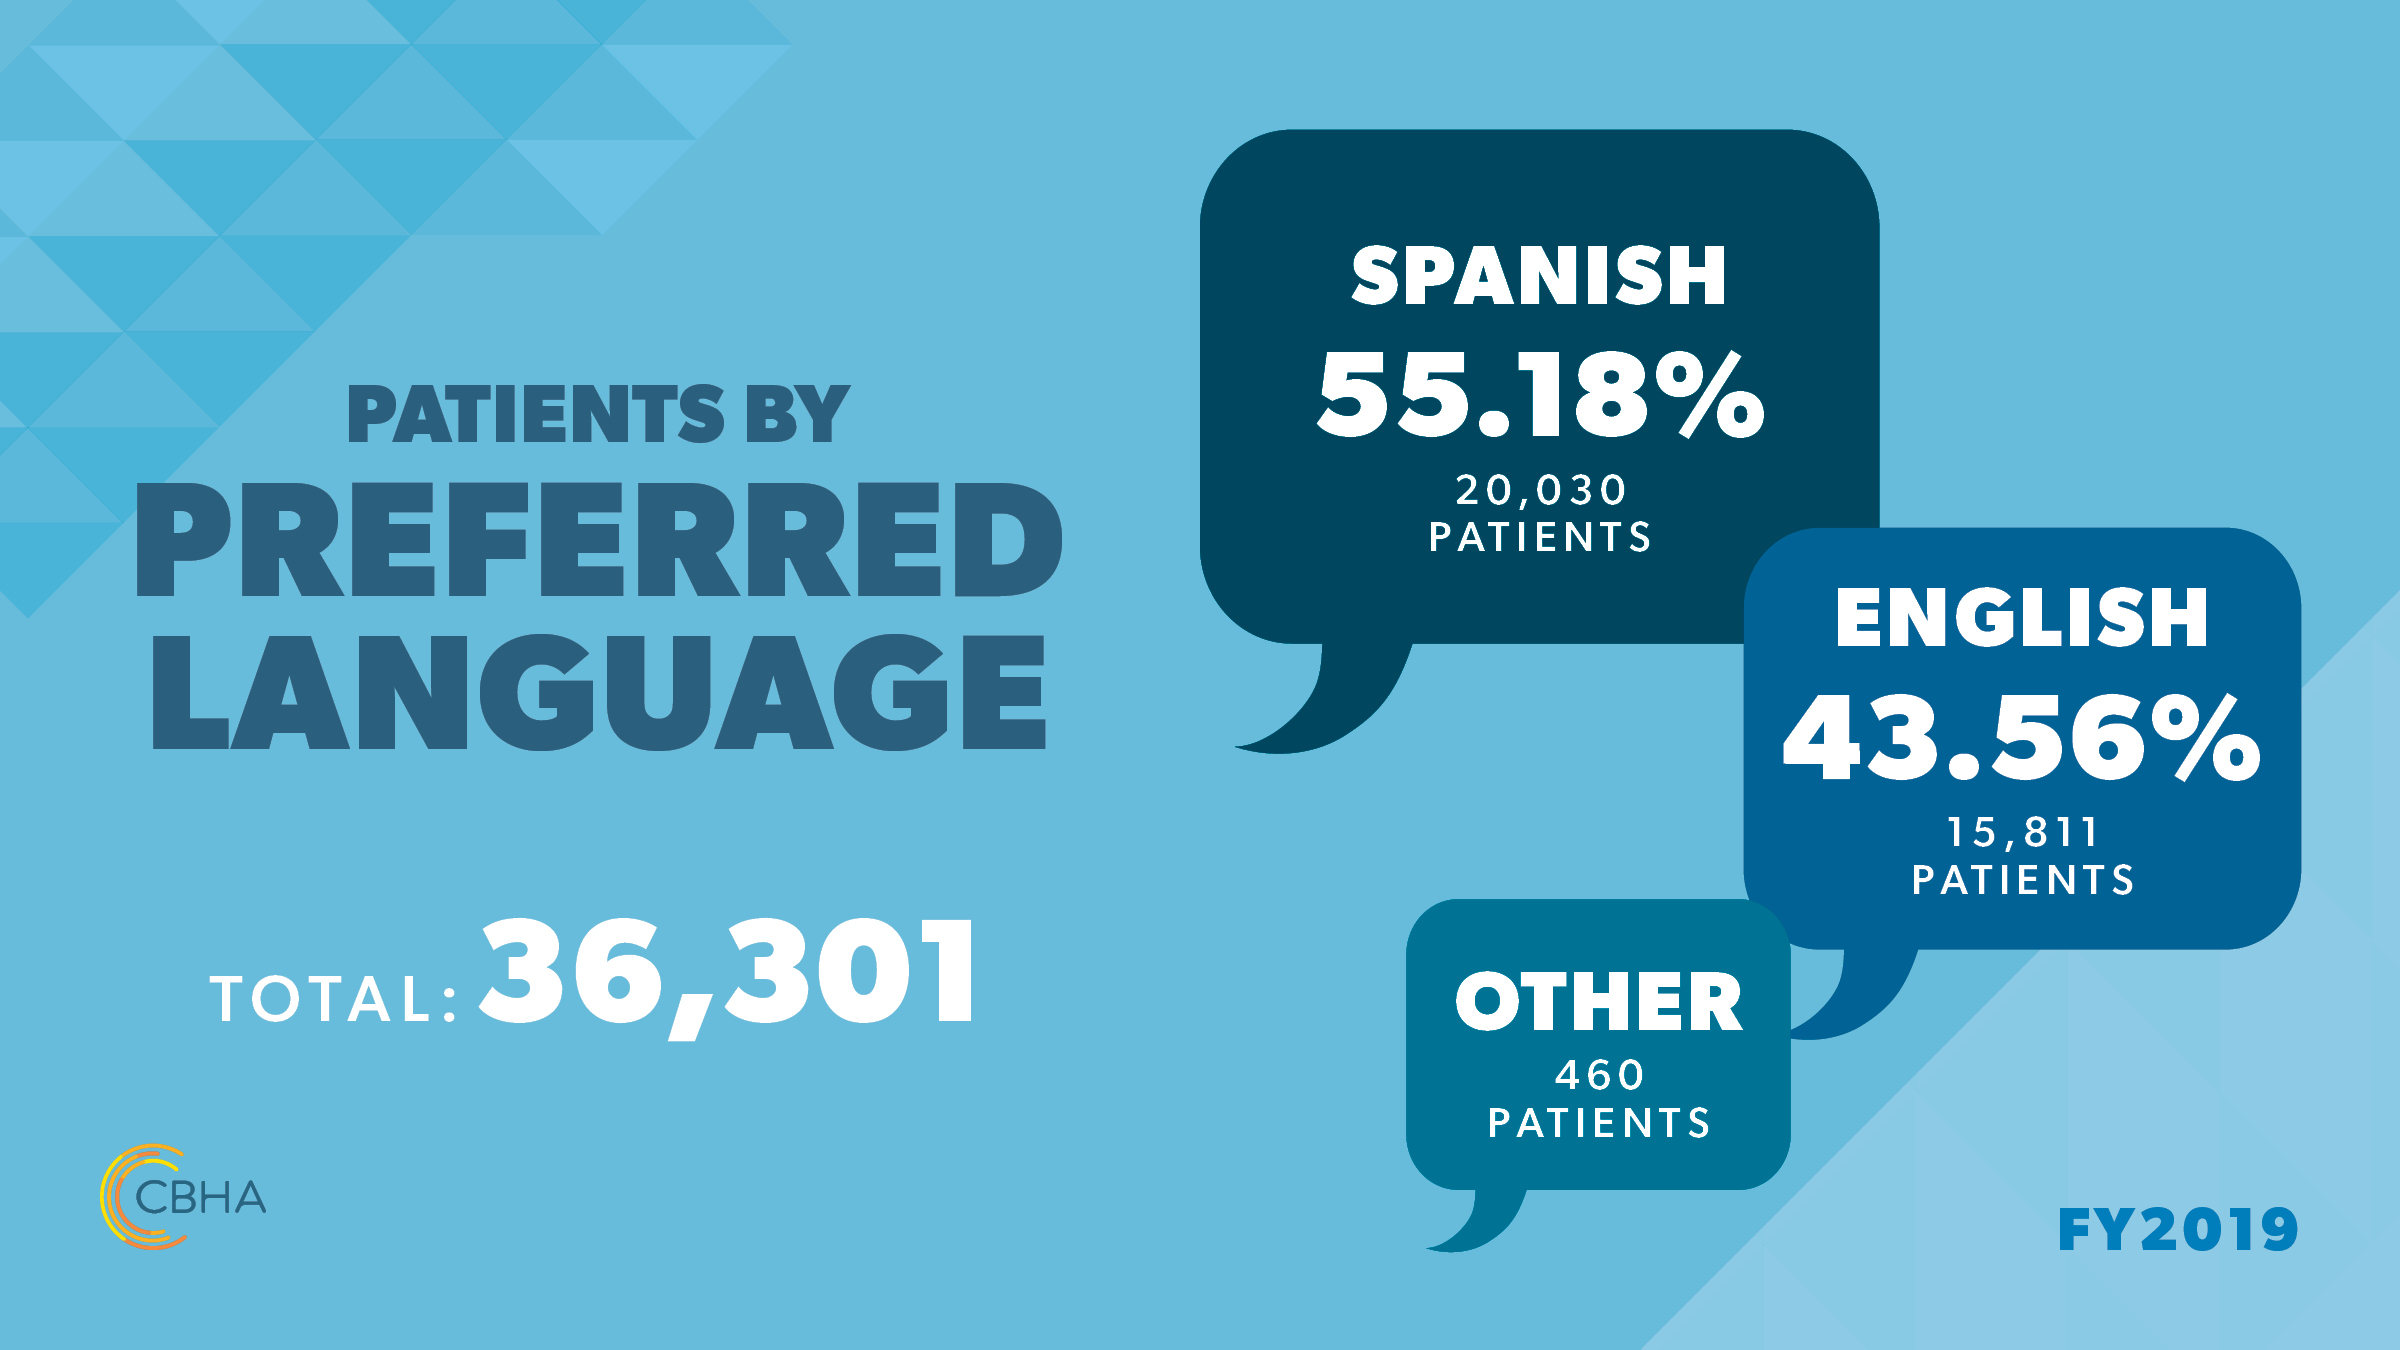 PATIENTS BY
PREFERRED
LANGUAGE
TOTAL: 36,301
SPANISH
55.18%
20,030
PATIENTS
ENGLISH
43.56%
15,811
PATIENTS
OTHER
460
PATIENTS
CBHA
FY2019